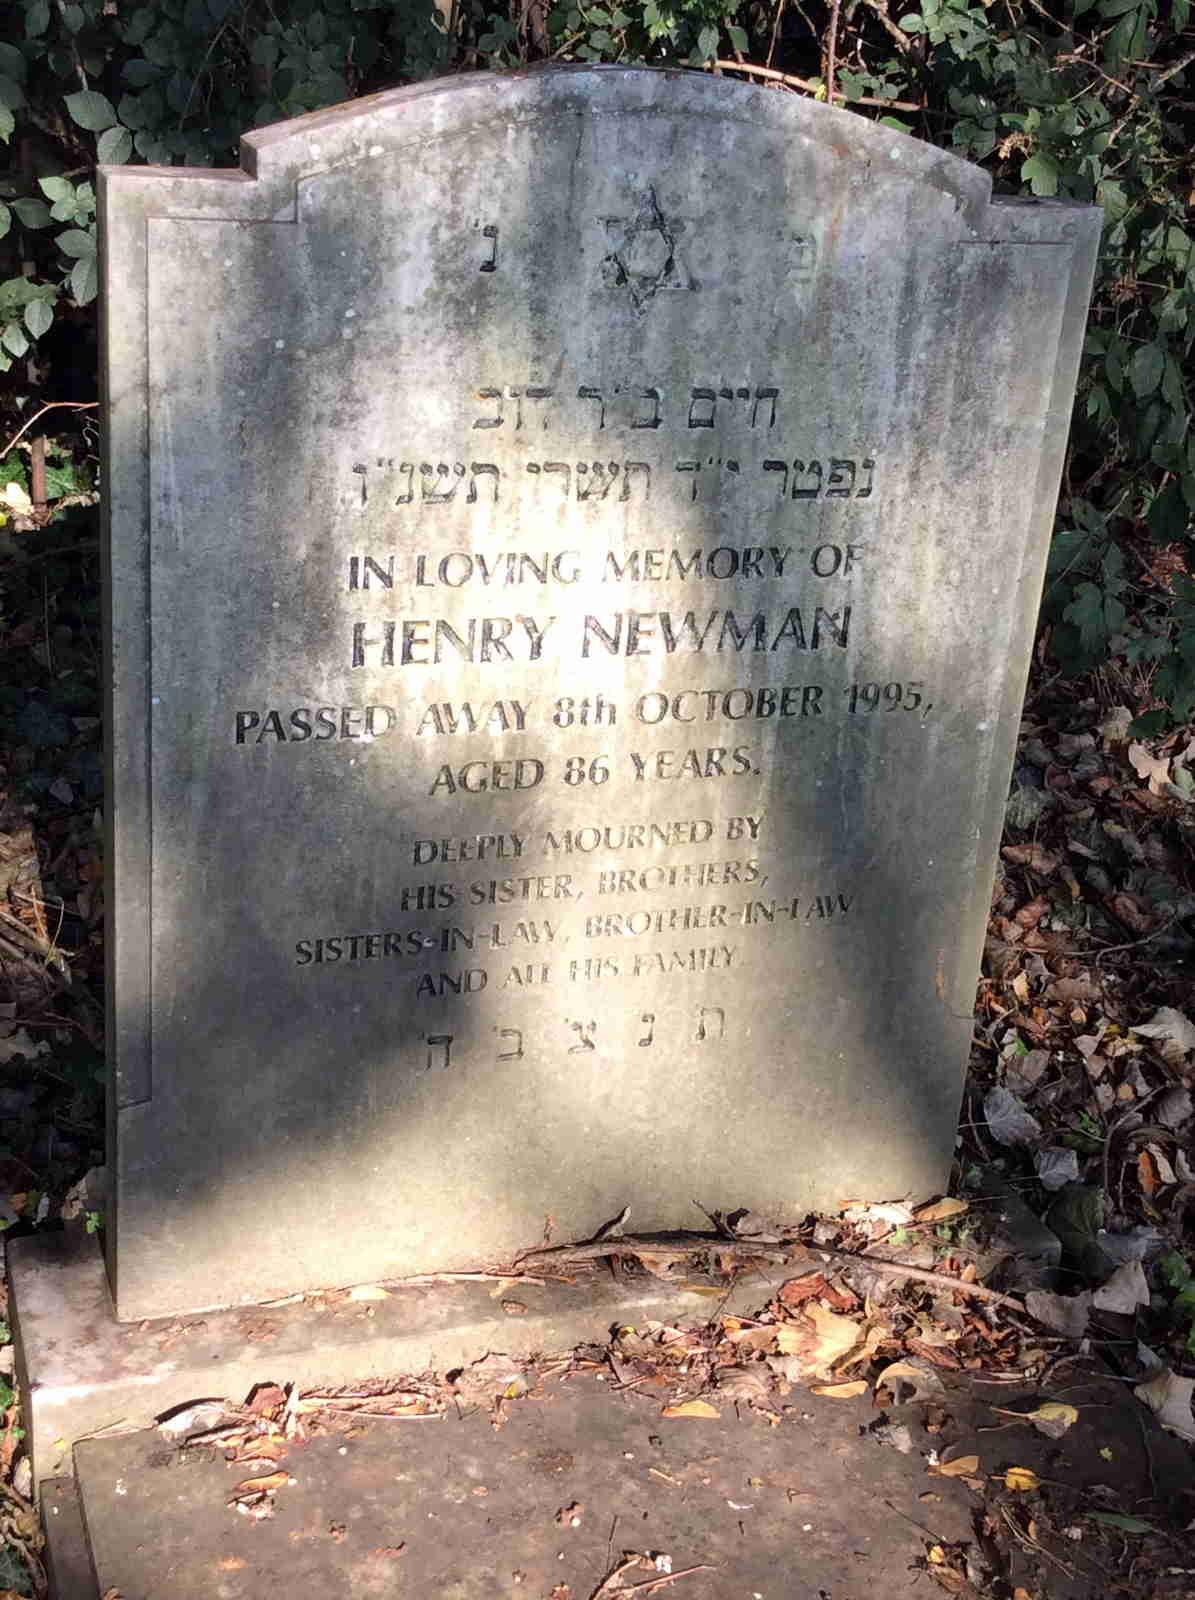 פ נ'
חיים ב"ר דוב
נפטר י"ד תשרי תשנ"ו
IN LOVING MEMORY OF
HENRY NEWMAN
PASSED AWAY 8th OCTOBER 1995,
AGED 86 YEARS.
DEEPLY MOURNED BY
HIS SISTER, BROTHERS,
SISTERS-IN-LAW, BROTHER-IN-LAW
AND ALL HIS FAMILY.
ת' נ' צ' ב' ה'